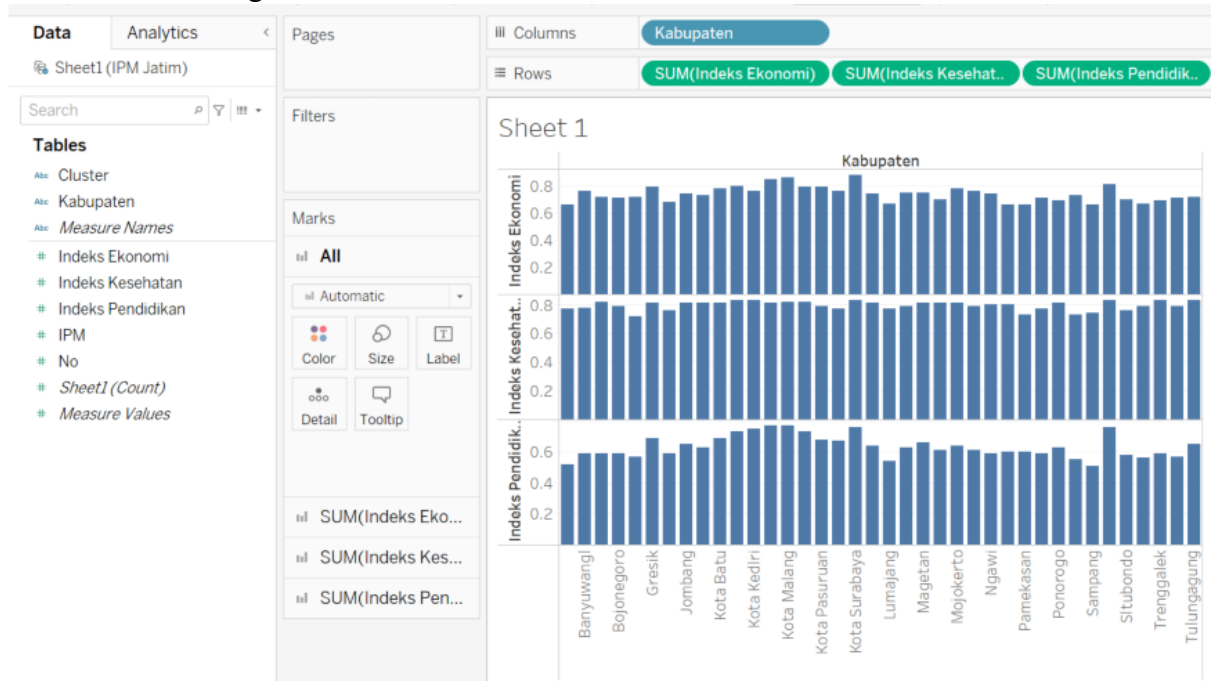 Data Analytics
Sheet1 (IPM Jatim)
Search
Tables
Abc Cluster
Abc Kabupaten
Abc Measure Names
# Indeks Ekonomi
# Indeks Kesehatan
# Indeks Pendidikan
# IPM
# No
# Sheet1 (Count)
# Measure Values
Pages
Filters
Marks
All
Automatic
Color Size Label
Detail Tooltip
SUM(Indeks Eko...
SUM(Indeks Kes...
SUM(Indeks Pen...
Columns Kabupaten
Rows SUM(Indeks Ekonomi) SUM(Indeks Kesehat.. SUM(Indeks Pendidik..
Sheet 1
Kabupaten
Indeks Ekonomi
0.8
0.6
0.4
0.2
Indeks Kesehat..
0.8
0.6
0.4
0.2
Indeks Pendidik..
0.6
0.4
0.2
BanyuwangI
Bojonegoro
Gresik
Jombang
Kota Batu
Kota KedIri
Kota Malang
Kota Pasuruan
Kota Surabaya
Lumajang
Magetan
Mojokerto
Ngawi
Pamekasan
Ponorogo
Sampang
SItubondo
Trenggalek
Tulungagung